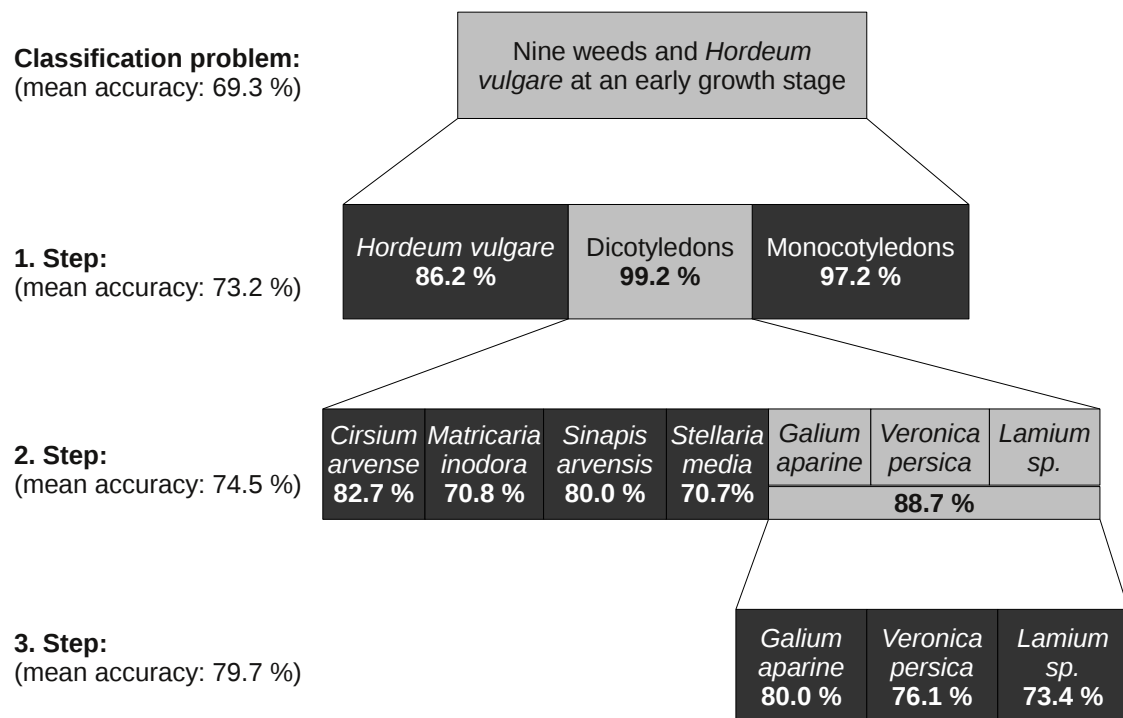 Classification problem:
(mean accuracy: 69.3 %)
Nine weeds and Hordeum
vulgare at an early growth stage
1. Step:
(mean accuracy: 73.2 %)
Hordeum vulgare
86.2 %
Dicotyledons
99.2 %
Monocotyledons
97.2 %
2. Step:
(mean accuracy: 74.5 %)
Cirsium
arvense
82.7 %
Matricaria
inodora
70.8 %
Sinapis
arvensis
80.0 %
Stellaria
media
70.7%
Galium
aparine
Veronica
persica
Lamium
sp.
88.7 %
3. Step:
(mean accuracy: 79.7 %)
Galium
aparine
80.0 %
Veronica
persica
76.1 %
Lamium
sp.
73.4 %